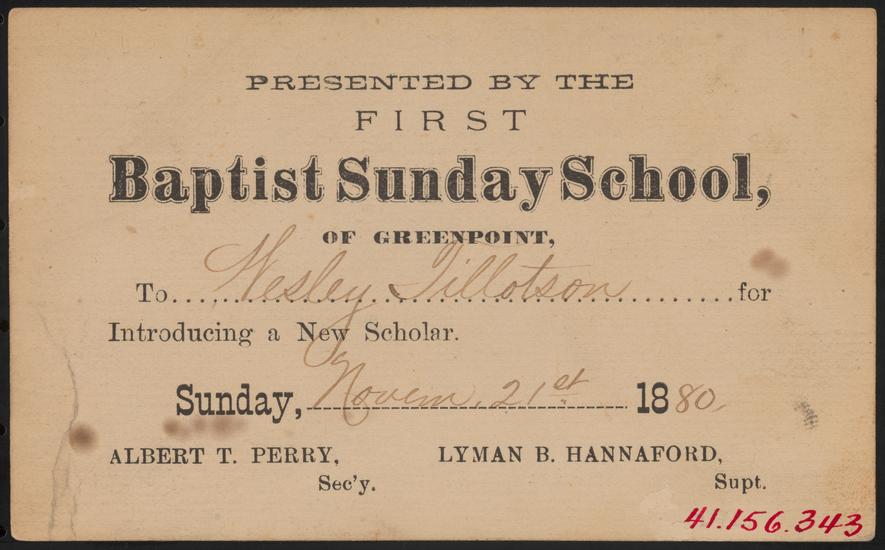 PRESENTED BY THE
FIRST
Baptist Sunday School,
OF GREENPOINT,
To Wesley Tillotson for
Introducing a New Scholar.
Sunday, Novem. 21st 1880
ALBERT T. PERRY, LYMAN B. HANNAFORD,
Sec'y. Supt.
41.156.343